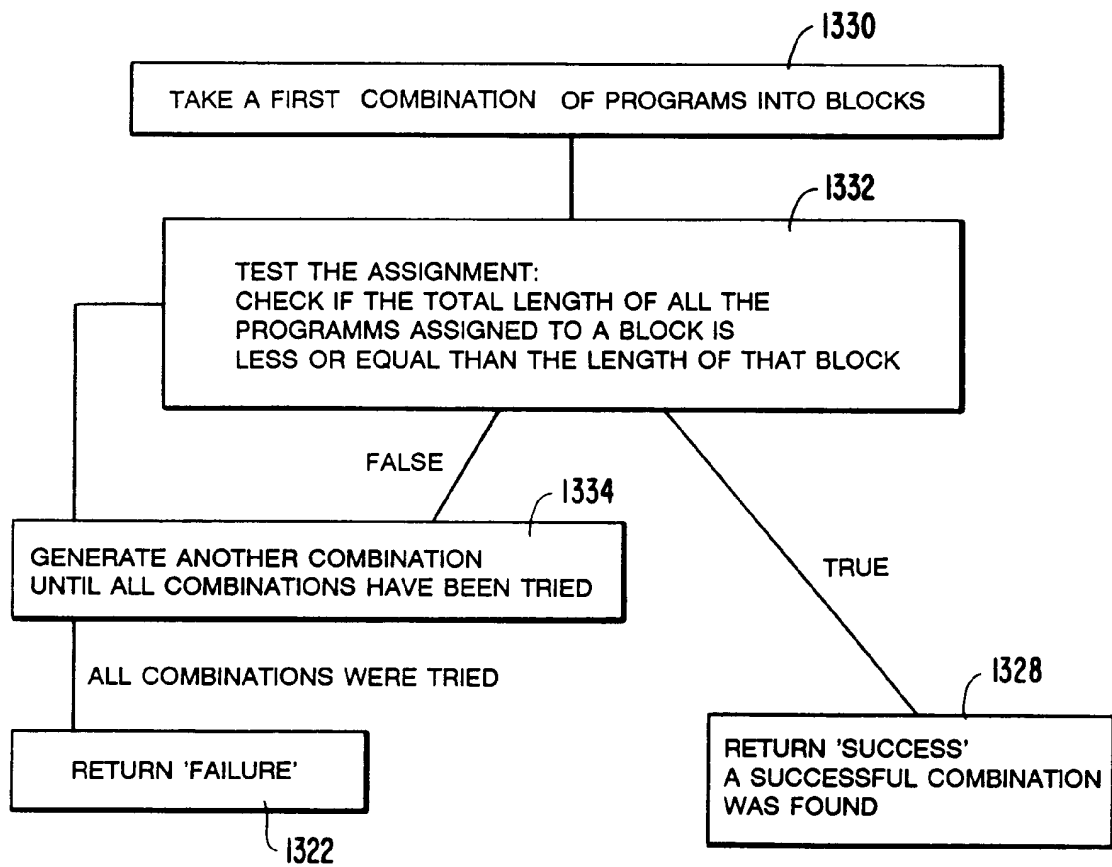 1330
TAKE A FIRST COMBINATION OF PROGRAMS INTO BLOCKS
1332
TEST THE ASSIGNMENT:
CHECK IF THE TOTAL LENGTH OF ALL THE
PROGRAMMS ASSIGNED TO A BLOCK IS
LESS OR EQUAL THAN THE LENGTH OF THAT BLOCK
FALSE
1334
GENERATE ANOTHER COMBINATION
UNTIL ALL COMBINATIONS HAVE BEEN TRIED
TRUE
ALL COMBINATIONS WERE TRIED
1328
RETURN 'FAILURE'
1322
RETURN 'SUCCESS'
A SUCCESSFUL COMBINATION
WAS FOUND